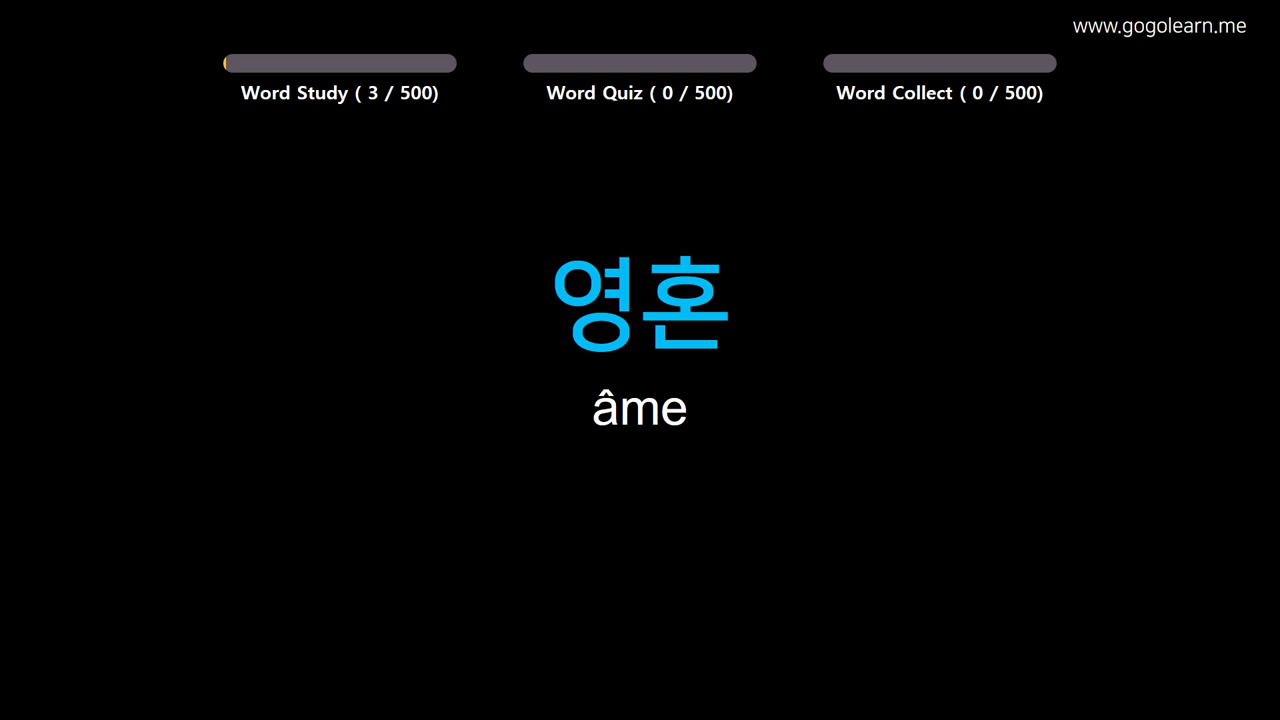 www.gogolearn.me
Word Study ( 3 / 500)
Word Quiz ( 0 / 500)
Word Collect ( 0 / 500)
영혼
âme